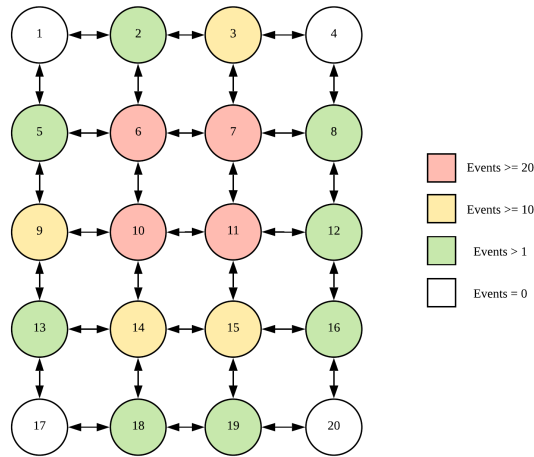 1 2 3 4
5 6 7 8
Events >= 20
Events >= 10
9 10 11 12
Events > 1
Events = 0
13 14 15 16
17 18 19 20